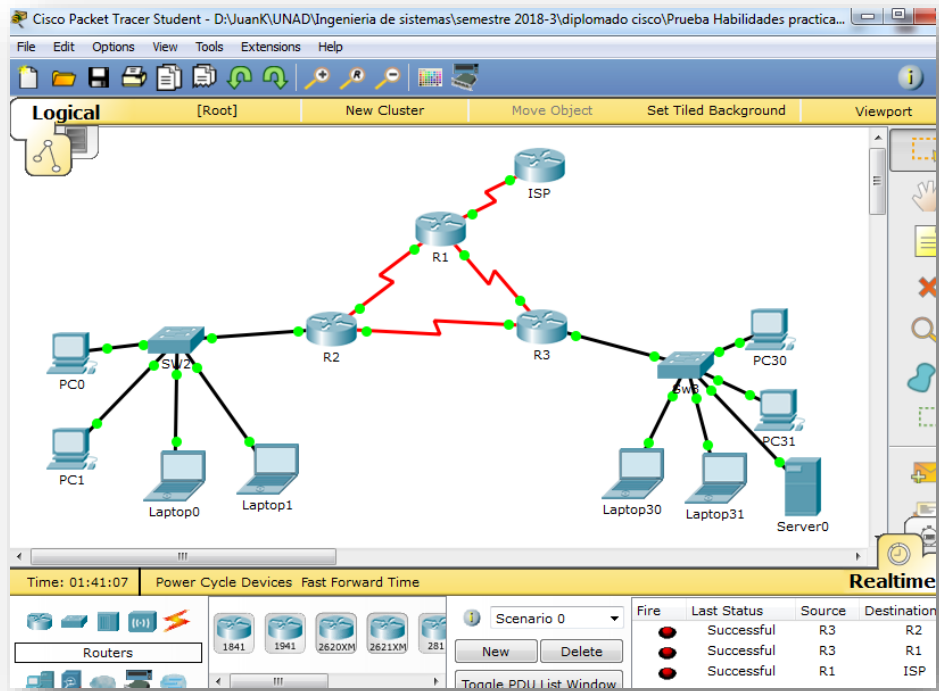 Cisco Packet Tracer Student - D:\JuanK\UNAD\Ingenieria de sistemas\semestre 2018-3\diplomado cisco\Prueba Habilidades practica...
File Edit Options View Tools Extensions Help
Logical [Root] New Cluster Move Object Set Tiled Background Viewport
ISP
R1
R2
R3
PC0
SW2
PC30
Sw3
PC1
PC31
Laptop0
Laptop1
Laptop30
Laptop31
Server0
Time: 01:41:07 Power Cycle Devices Fast Forward Time Realtime
Routers
1841 1941 2620XM 2621XM 281
Scenario 0
New Delete
Toggle PDU List Window
Fire Last Status Source Destination
Successful R3 R2
Successful R3 R1
Successful R1 ISP